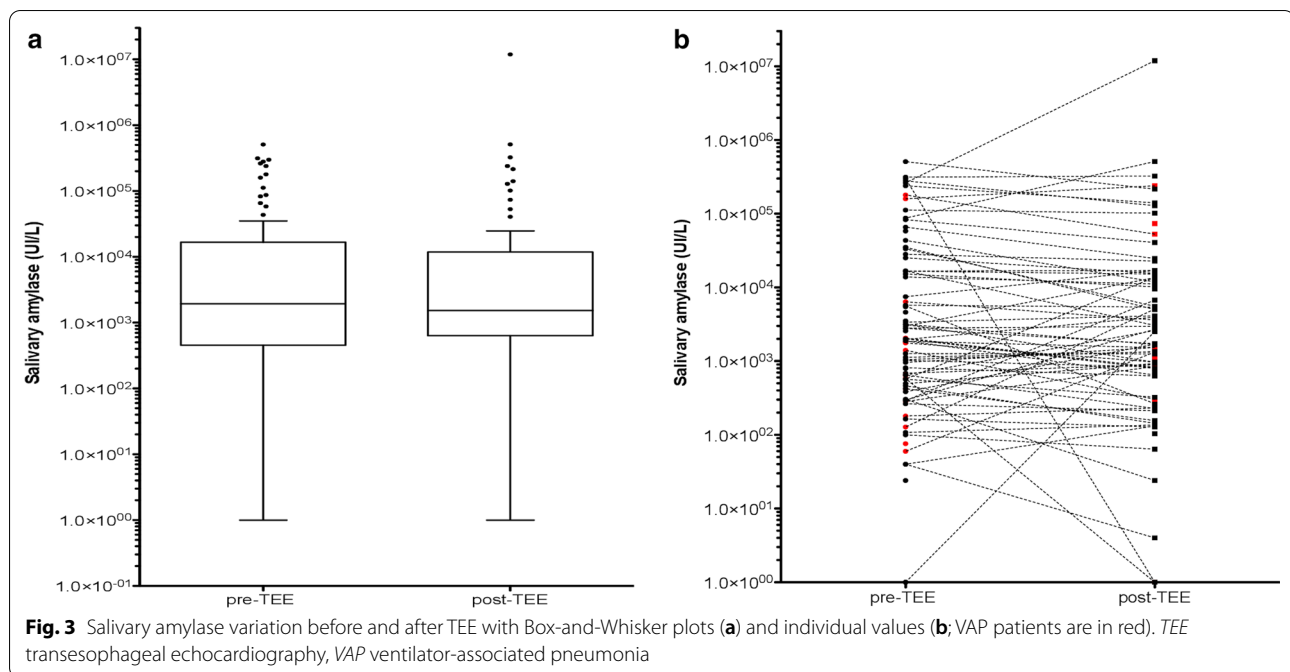 a
Salivary amylase (UI/L)
1.0×10⁰⁷
1.0×10⁰⁶
1.0×10⁰⁵
1.0×10⁰⁴
1.0×10⁰³
1.0×10⁰²
1.0×10⁰¹
1.0×10⁰⁰
1.0×10⁻⁰¹
pre-TEE
post-TEE
b
Salivary amylase (UI/L)
1.0×10⁰⁷
1.0×10⁰⁶
1.0×10⁰⁵
1.0×10⁰⁴
1.0×10⁰³
1.0×10⁰²
1.0×10⁰¹
1.0×10⁰⁰
pre-TEE
post-TEE
Fig. 3 Salivary amylase variation before and after TEE with Box-and-Whisker plots (a) and individual values (b; VAP patients are in red). TEE
transesophageal echocardiography, VAP ventilator-associated pneumonia